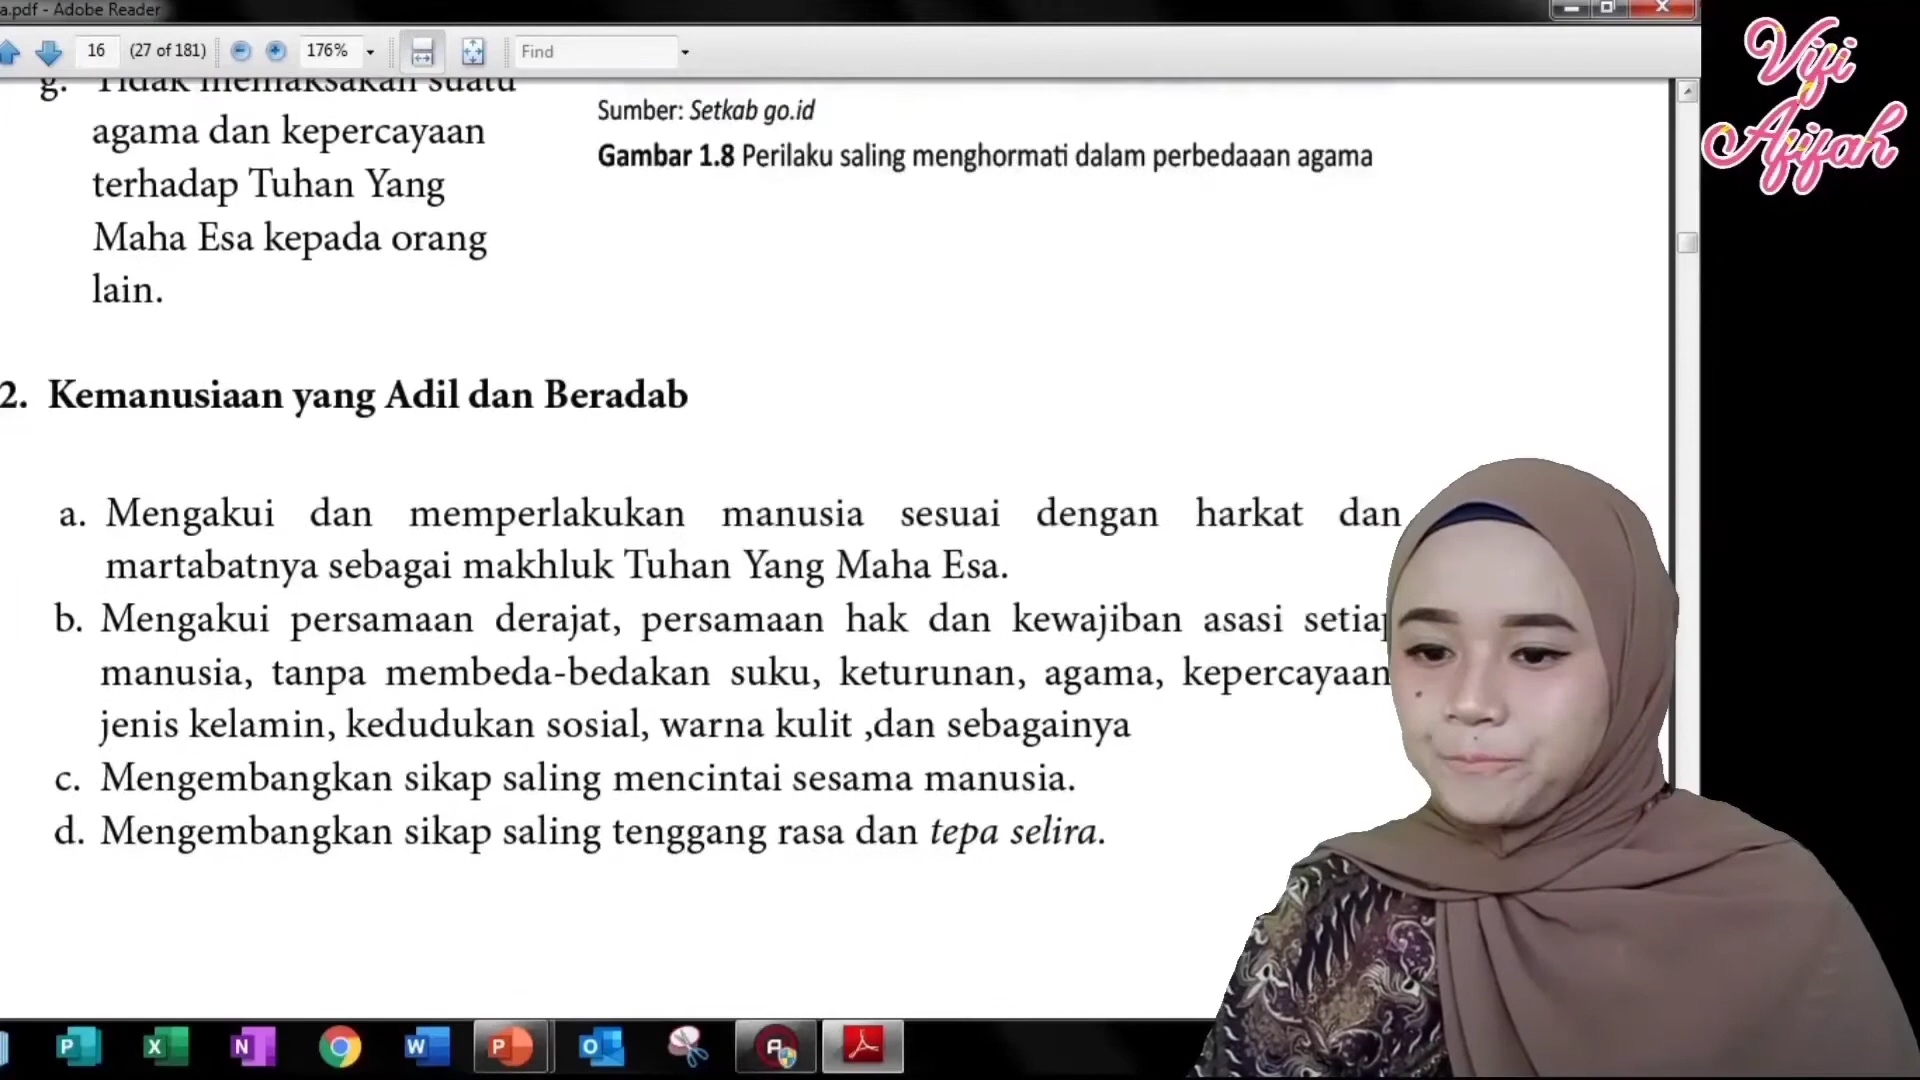 a.pdf - Adobe Reader
16 (27 of 181) 176% Find
g. Tidak memaksakan suatu
agama dan kepercayaan
terhadap Tuhan Yang
Maha Esa kepada orang
lain.
Sumber: Setkab go.id
Gambar 1.8 Perilaku saling menghormati dalam perbedaaan agama
2. Kemanusiaan yang Adil dan Beradab
a. Mengakui dan memperlakukan manusia sesuai dengan harkat dan
martabatnya sebagai makhluk Tuhan Yang Maha Esa.
b. Mengakui persamaan derajat, persamaan hak dan kewajiban asasi setiap
manusia, tanpa membeda-bedakan suku, keturunan, agama, kepercayaan
jenis kelamin, kedudukan sosial, warna kulit ,dan sebagainya
c. Mengembangkan sikap saling mencintai sesama manusia.
d. Mengembangkan sikap saling tenggang rasa dan tepa selira.
Viji
Afifah
P X N W P O A